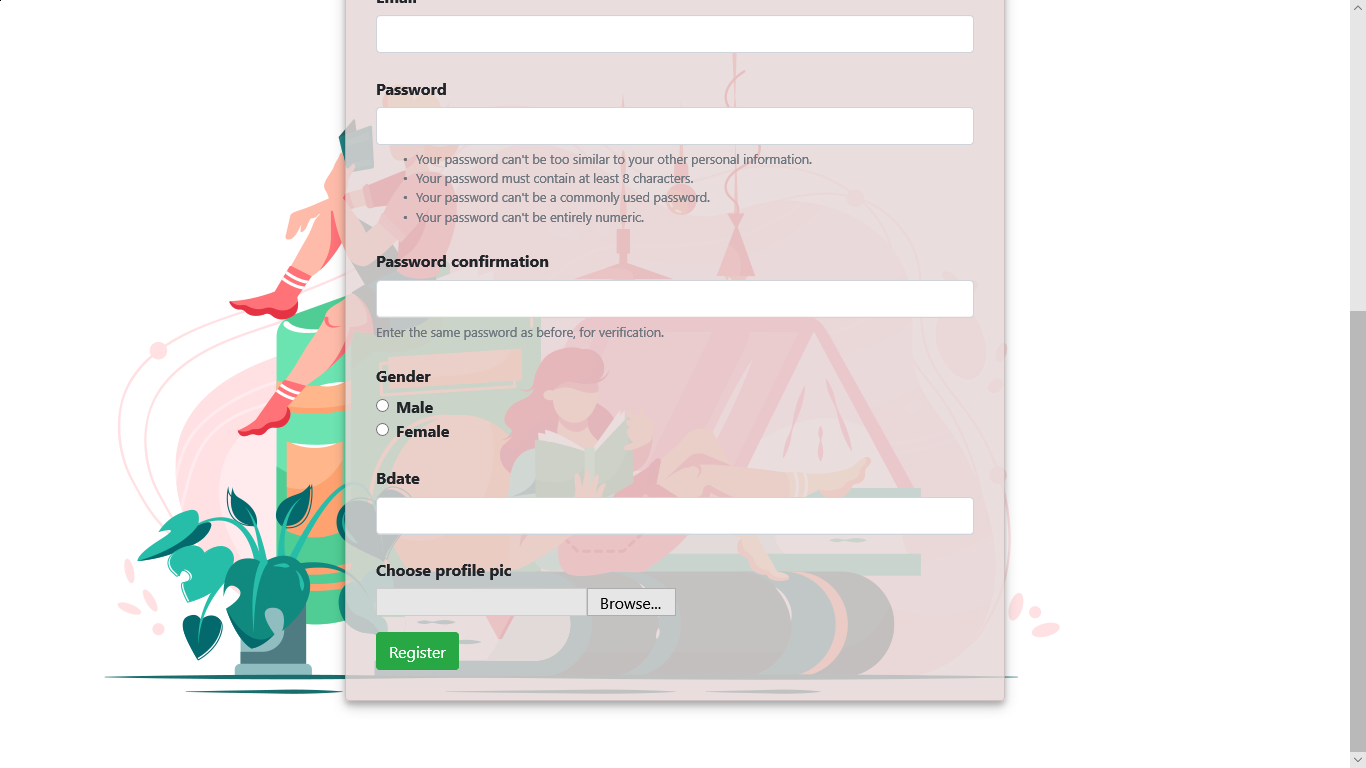 Email
Password
• Your password can't be too similar to your other personal information.
• Your password must contain at least 8 characters.
• Your password can't be a commonly used password.
• Your password can't be entirely numeric.
Password confirmation
Enter the same password as before, for verification.
Gender
Male
Female
Bdate
Choose profile pic
Browse...
Register